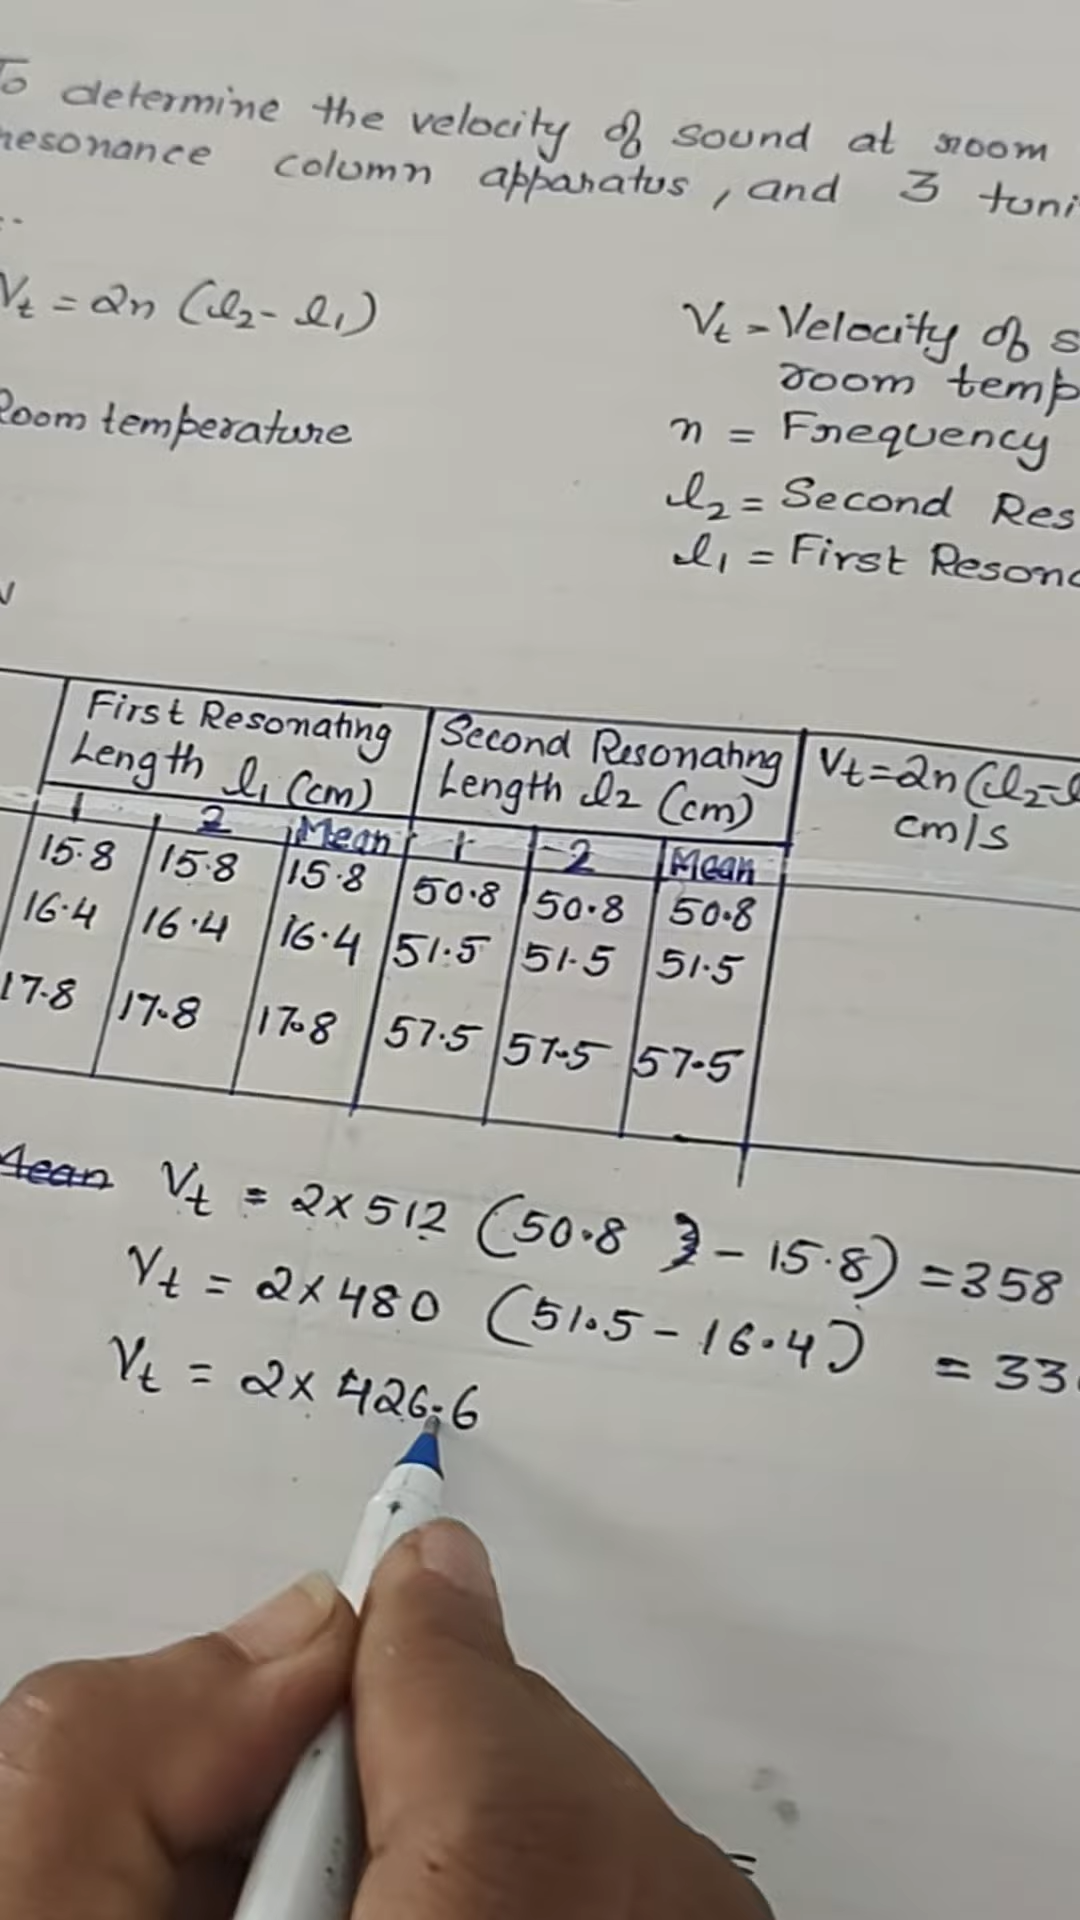 To determine the velocity of sound at room
resonance column apparatus, and 3 tuni
Vt = 2n (l2 - l1)
Room temperature
Vt - Velocity of s
room temp
n = Frequency
l2 = Second Res
l1 = First Resona
First Resonating Length l1 (cm) | Second Resonating Length l2 (cm) | Vt=2n(l2-l
cm/s
1 | 2 | Mean | 1 | 2 | Mean
15.8 | 15.8 | 15.8 | 50.8 | 50.8 | 50.8
16.4 | 16.4 | 16.4 | 51.5 | 51.5 | 51.5
17.8 | 17.8 | 17.8 | 57.5 | 57.5 | 57.5
Mean Vt = 2x512 (50.8 - 15.8) = 358
Vt = 2x480 (51.5 - 16.4) = 33
Vt = 2x 426.6
=